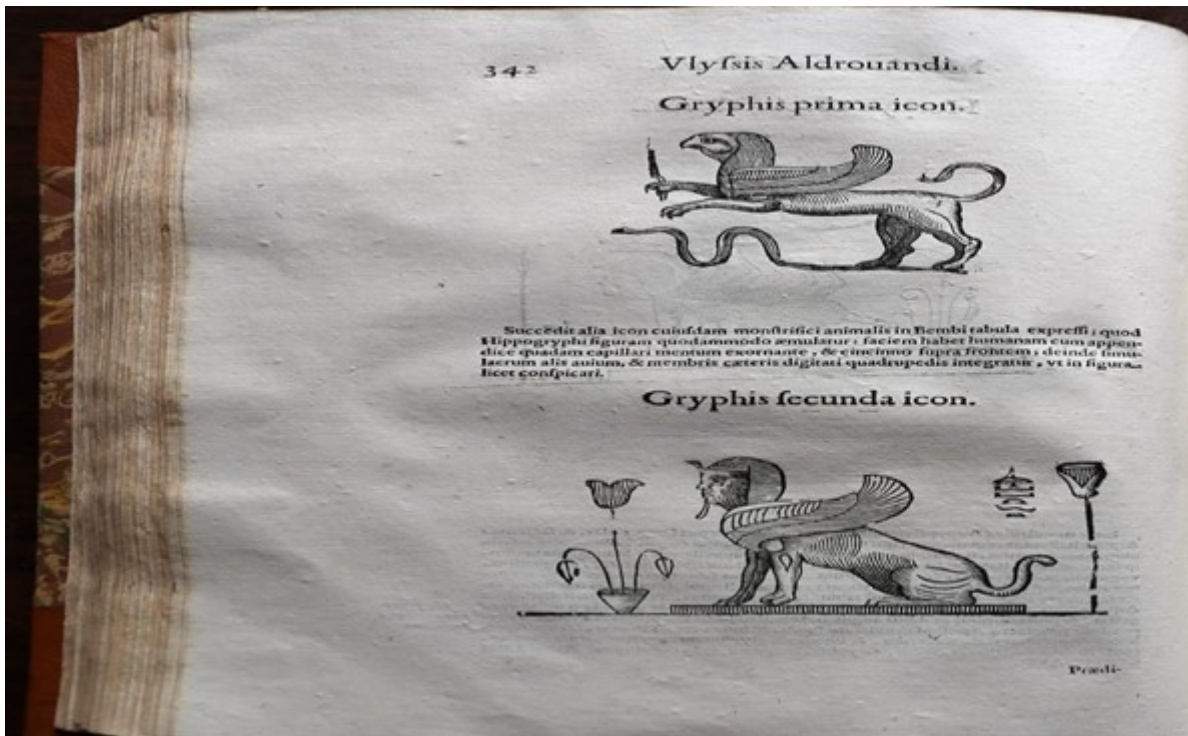 342
Vlyſsis Aldrouandi.
Gryphis prima icon.
Succedit alia icon cuiuſdam monſtrifici animalis in Bembi tabula expreſſi; quod
Hippogryphi figuram quodammodo æmulatur: faciem habet humanam cum appen-
dice quadam capillari mentum exornante, & cincinno ſupra frontem; deinde ſimu-
lacrum alis auium, & membris cæteris digitati quadrupedis integratur, vt in figura
licet conſpicari.
Gryphis ſecunda icon.
Prædi-